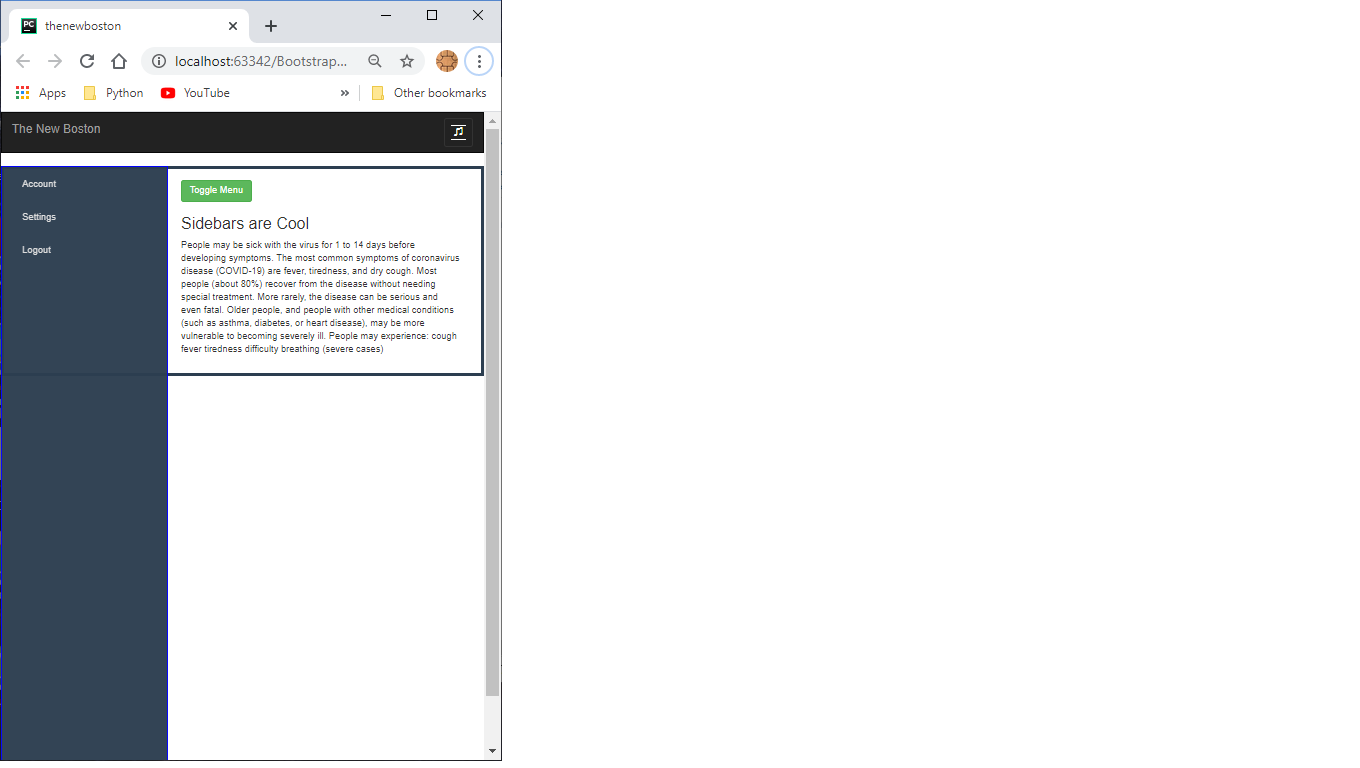 PC
thenewboston
localhost:63342/Bootstrap...
Apps
Python
YouTube
»
Other bookmarks
The New Boston
Account
Settings
Logout
Toggle Menu
Sidebars are Cool
People may be sick with the virus for 1 to 14 days before
developing symptoms. The most common symptoms of coronavirus
disease (COVID-19) are fever, tiredness, and dry cough. Most
people (about 80%) recover from the disease without needing
special treatment. More rarely, the disease can be serious and
even fatal. Older people, and people with other medical conditions
(such as asthma, diabetes, or heart disease), may be more
vulnerable to becoming severely ill. People may experience: cough
fever tiredness difficulty breathing (severe cases)